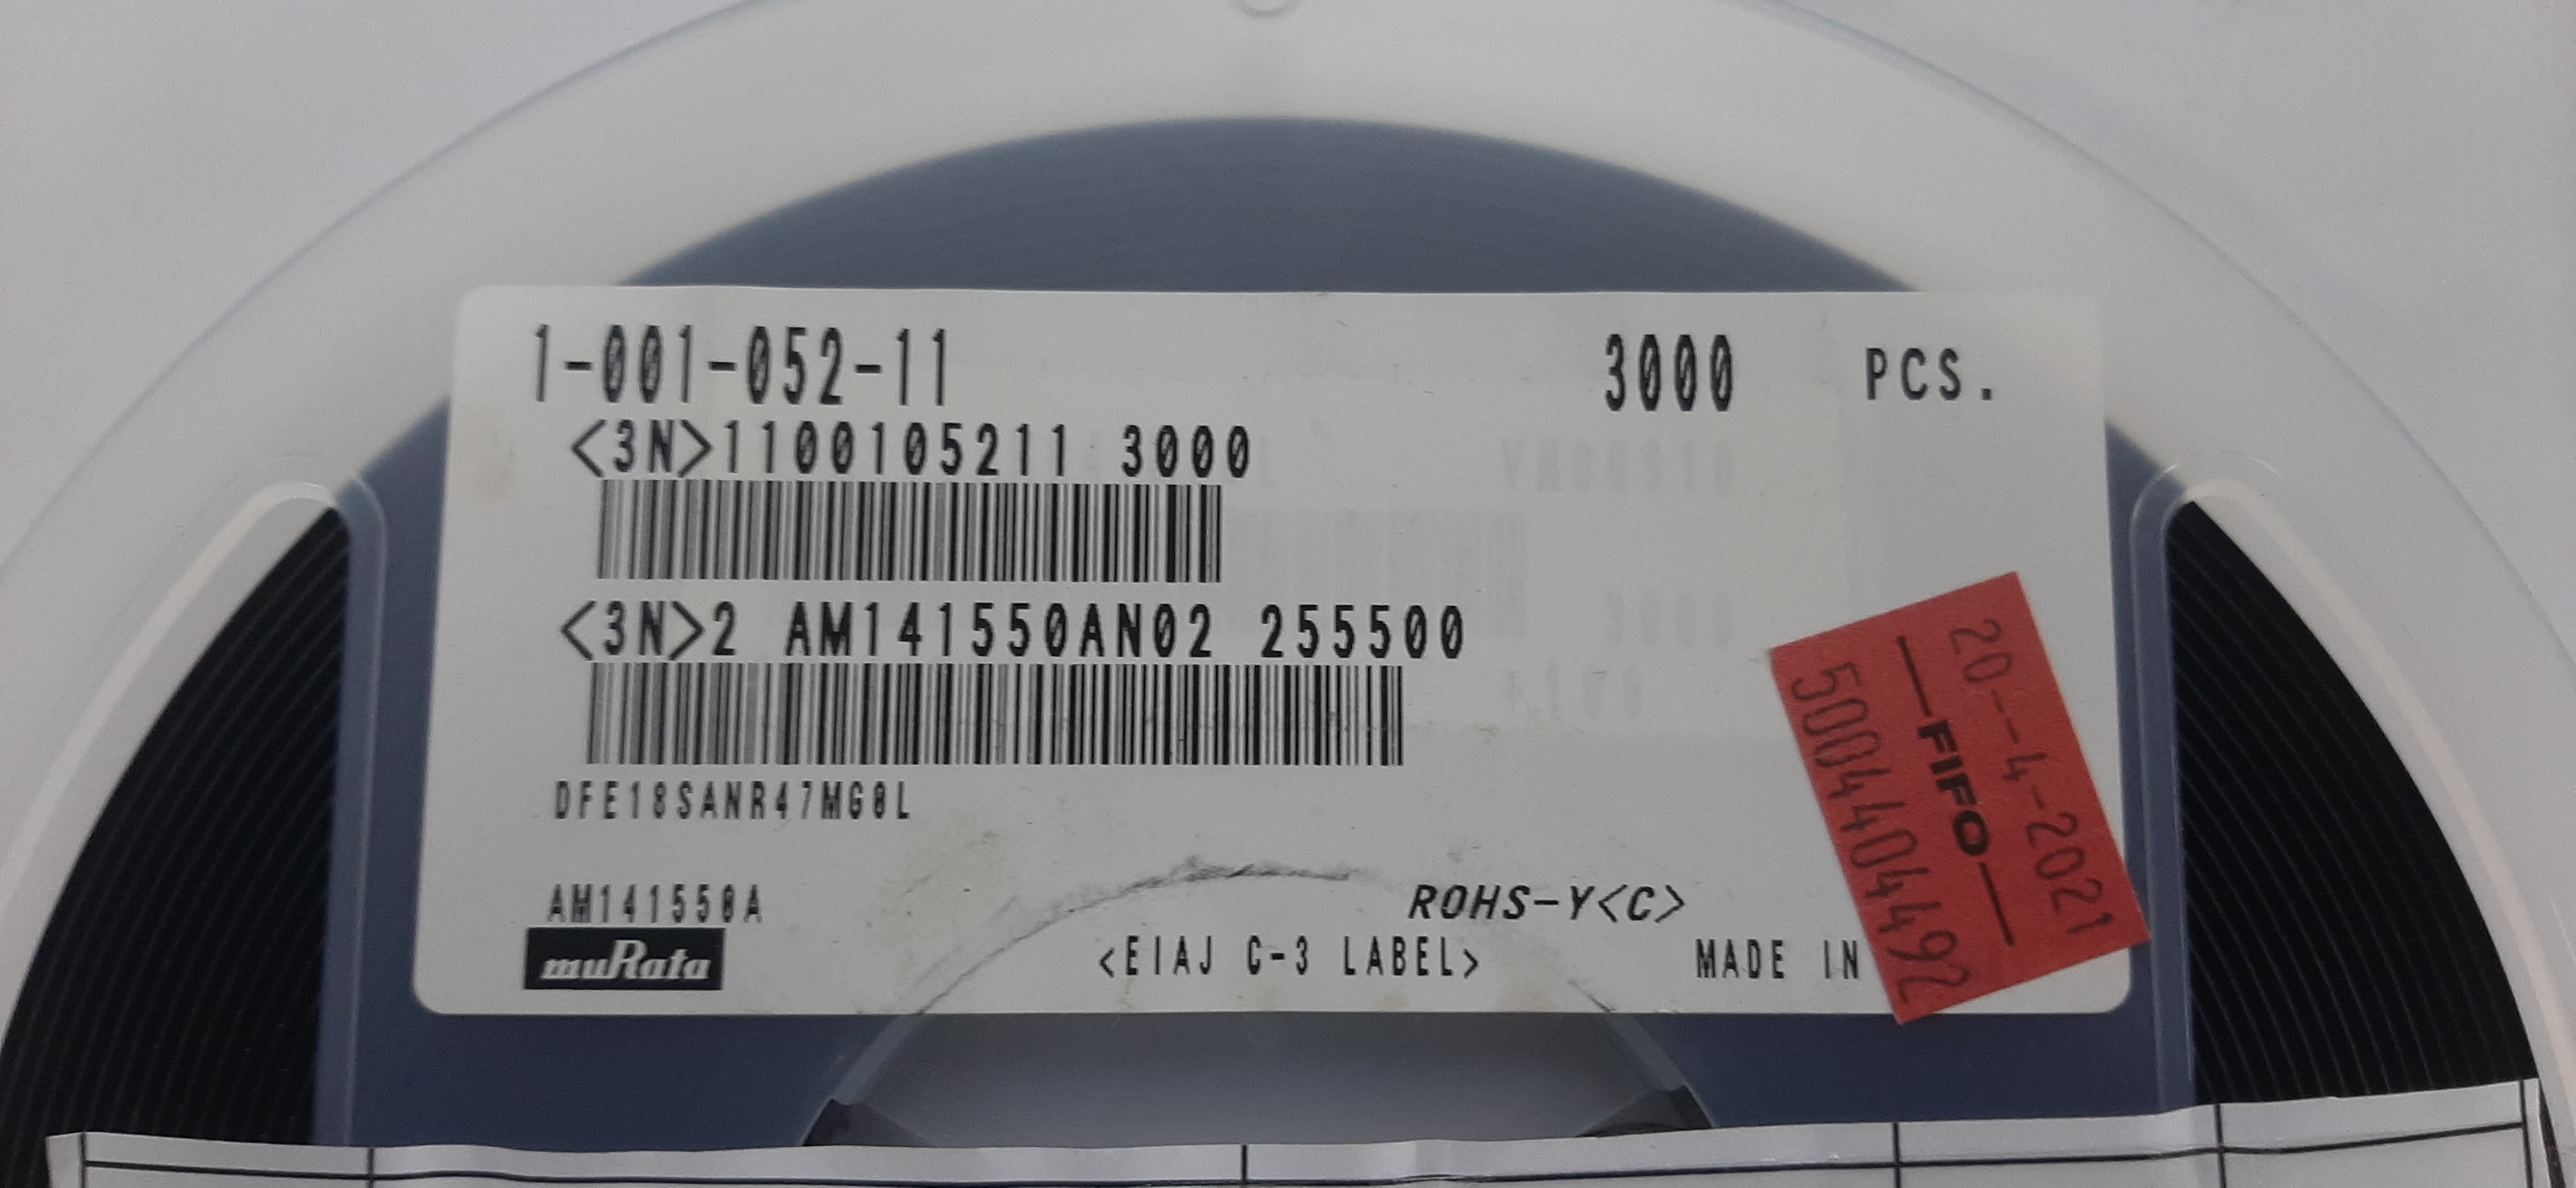 1-001-052-11 3000 PCS.
<3N>1100105211 3000
<3N>2 AM141550AN02 255500
DFE18SANR47MG0L
AM141550A
ROHS-Y<C>
muRata
<EIAJ C-3 LABEL>
MADE IN
20--4-2021
—FIFO—
5004404492